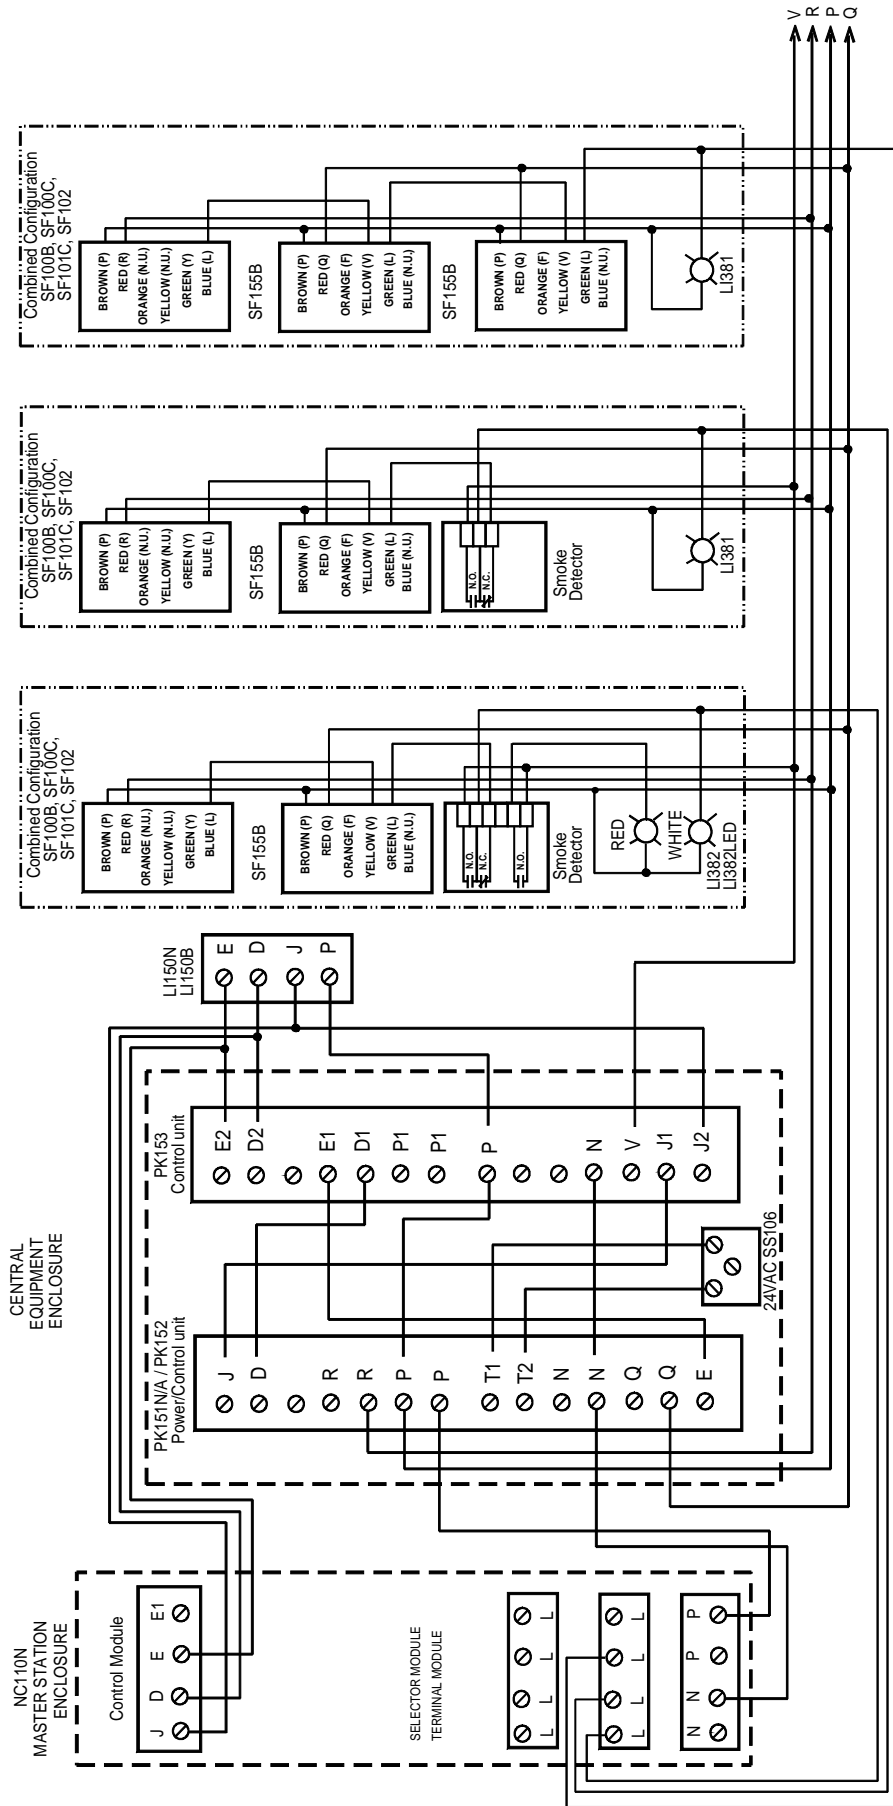 NC110N
MASTER STATION
ENCLOSURE
Control Module
J
D
E
E1
SELECTOR MODULE
TERMINAL MODULE
L
L
L
L
L
L
L
L
N
N
P
P
CENTRAL
EQUIPMENT
ENCLOSURE
PK151N/A / PK152
Power/Control unit
J
D
R
R
P
P
T1
T2
N
N
Q
Q
E
24VAC SS106
PK153
Control unit
E2
D2
E1
D1
P1
P1
P
N
V
J1
J2
LI150N
LI150B
E
D
J
P
Combined Configuration
SF100B, SF100C,
SF101C, SF102
BROWN (P)
RED (R)
ORANGE (N.U.)
YELLOW (N.U.)
GREEN (Y)
BLUE (L)
SF155B
BROWN (P)
RED (Q)
ORANGE (F)
YELLOW (V)
GREEN (L)
BLUE (N.U.)
N.O.
N.C.
N.O.
Smoke
Detector
RED
WHITE
LI382
LI382LED
Combined Configuration
SF100B, SF100C,
SF101C, SF102
BROWN (P)
RED (R)
ORANGE (N.U.)
YELLOW (N.U.)
GREEN (Y)
BLUE (L)
SF155B
BROWN (P)
RED (Q)
ORANGE (F)
YELLOW (V)
GREEN (L)
BLUE (N.U.)
N.O.
N.C.
Smoke
Detector
LI381
Combined Configuration
SF100B, SF100C,
SF101C, SF102
BROWN (P)
RED (R)
ORANGE (N.U.)
YELLOW (N.U.)
GREEN (Y)
BLUE (L)
SF155B
BROWN (P)
RED (Q)
ORANGE (F)
YELLOW (V)
GREEN (L)
BLUE (N.U.)
SF155B
BROWN (P)
RED (Q)
ORANGE (F)
YELLOW (V)
GREEN (L)
BLUE (N.U.)
LI381
V
R
P
Q